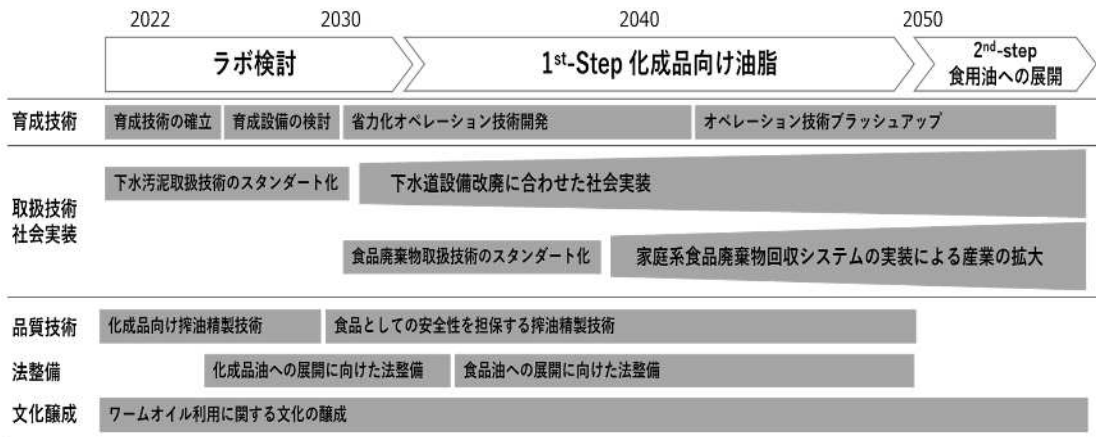 2022
2030
2040
2050
ラボ検討
1st-Step 化成品向け油脂
2nd-step
食用油への展開
育成技術
育成技術の確立
育成設備の検討
省力化オペレーション技術開発
オペレーション技術ブラッシュアップ
取扱技術
社会実装
下水汚泥取扱技術のスタンダート化
下水道設備改廃に合わせた社会実装
食品廃棄物取扱技術のスタンダート化
家庭系食品廃棄物回収システムの実装による産業の拡大
品質技術
化成品向け搾油精製技術
食品としての安全性を担保する搾油精製技術
法整備
化成品油への展開に向けた法整備
食品油への展開に向けた法整備
文化醸成
ワームオイル利用に関する文化の醸成